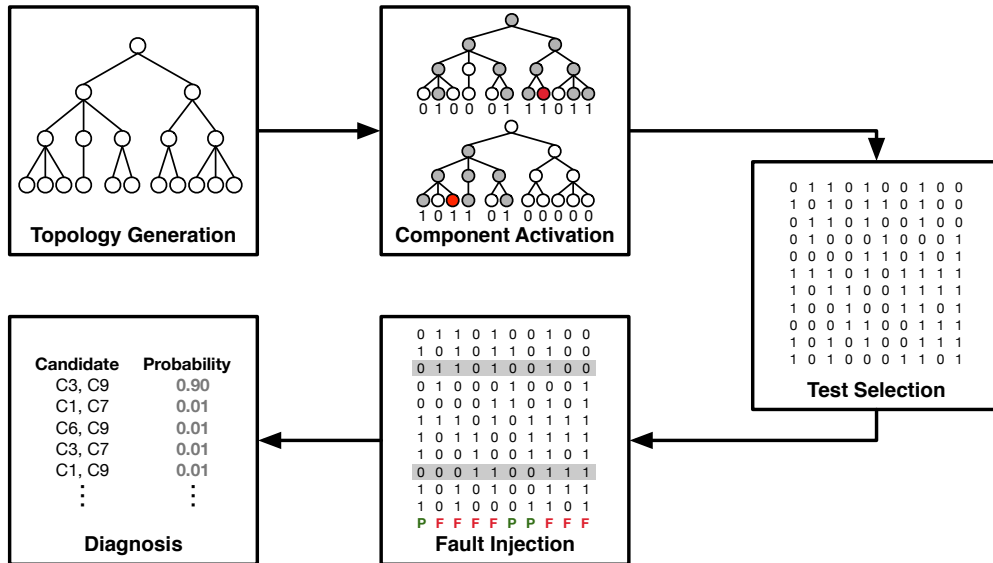 Topology Generation
0 1 0 0 0 1 1 1 0 1 1
1 0 1 1 0 1 0 0 0 0 0
Component Activation
0 1 1 0 1 0 0 1 0 0
1 0 1 0 1 1 0 1 0 0
0 1 1 0 1 0 0 1 0 0
0 1 0 0 0 1 0 0 0 1
0 0 0 0 1 1 0 1 0 1
1 1 1 0 1 0 1 1 1 1
1 0 1 1 0 0 1 1 1 1
1 0 0 1 0 0 0 1 0 1
0 0 0 1 1 0 0 1 1 1
1 0 1 0 1 0 0 1 1 1
1 0 1 0 0 0 1 1 0 1
Test Selection
0 1 1 0 1 0 0 1 0 0
1 0 1 0 1 1 0 1 0 0
0 1 1 0 1 0 0 1 0 0
0 1 0 0 0 1 0 0 0 1
0 0 0 0 1 1 0 1 0 1
1 1 1 0 1 0 1 1 1 1
1 0 1 1 0 0 1 1 1 1
1 0 0 1 0 0 0 1 0 1
0 0 0 1 1 0 0 1 1 1
1 0 1 0 1 0 0 1 1 1
1 0 1 0 0 0 1 1 0 1
P F F F F P P F F F
Fault Injection
Candidate Probability
C3, C9 0.90
C1, C7 0.01
C6, C9 0.01
C3, C7 0.01
C1, C9 0.01
⋮ ⋮
Diagnosis